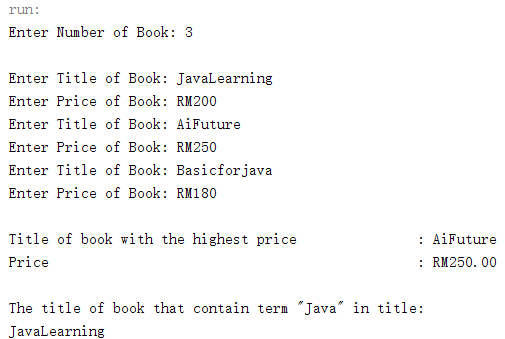 run:
Enter Number of Book: 3
Enter Title of Book: JavaLearning
Enter Price of Book: RM200
Enter Title of Book: AiFuture
Enter Price of Book: RM250
Enter Title of Book: Basicforjava
Enter Price of Book: RM180
Title of book with the highest price : AiFuture
Price : RM250.00
The title of book that contain term "Java" in title:
JavaLearning